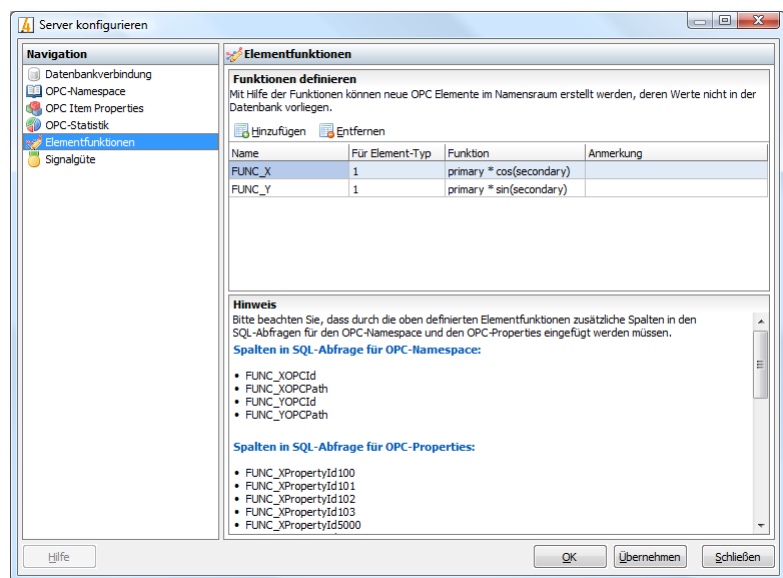 Server konfigurieren
Navigation
Datenbankverbindung
OPC-Namespace
OPC Item Properties
OPC-Statistik
Elementfunktionen
Signalgüte
Elementfunktionen
Funktionen definieren
Mit Hilfe der Funktionen können neue OPC Elemente im Namensraum erstellt werden, deren Werte nicht in der
Datenbank vorliegen.
Hinzufügen Entfernen
Name Für Element-Typ Funktion Anmerkung
FUNC_X 1 primary * cos(secondary)
FUNC_Y 1 primary * sin(secondary)
Hinweis
Bitte beachten Sie, dass durch die oben definierten Elementfunktionen zusätzliche Spalten in den
SQL-Abfragen für den OPC-Namespace und den OPC-Properties eingefügt werden müssen.
Spalten in SQL-Abfrage für OPC-Namespace:
• FUNC_XOPCId
• FUNC_XOPCPath
• FUNC_YOPCId
• FUNC_YOPCPath
Spalten in SQL-Abfrage für OPC-Properties:
• FUNC_XPropertyId100
• FUNC_XPropertyId101
• FUNC_XPropertyId102
• FUNC_XPropertyId103
• FUNC_XPropertyId5000
Hilfe OK Übernehmen Schließen